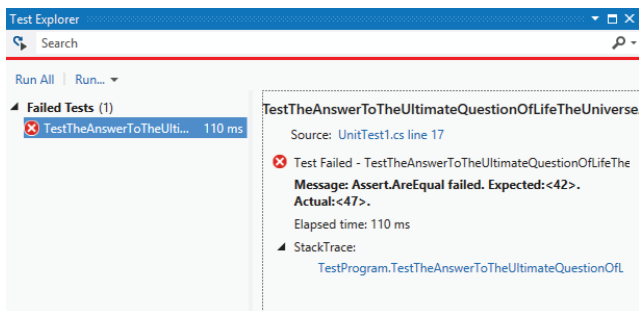 Test Explorer
Search
Run All | Run...
Failed Tests (1)
TestTheAnswerToTheUlti... 110 ms
TestTheAnswerToTheUltimateQuestionOfLifeTheUniverse
Source: UnitTest1.cs line 17
Test Failed - TestTheAnswerToTheUltimateQuestionOfLifeThe
Message: Assert.AreEqual failed. Expected:<42>.
Actual:<47>.
Elapsed time: 110 ms
StackTrace:
TestProgram.TestTheAnswerToTheUltimateQuestionOfL